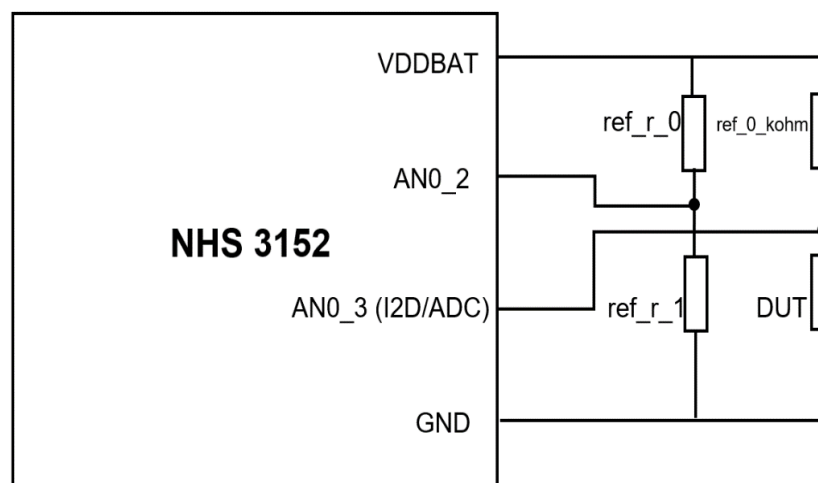 VDDBAT
ref_r_0
ref_0_kohm
AN0_2
NHS 3152
AN0_3 (I2D/ADC)
ref_r_1
DUT
GND